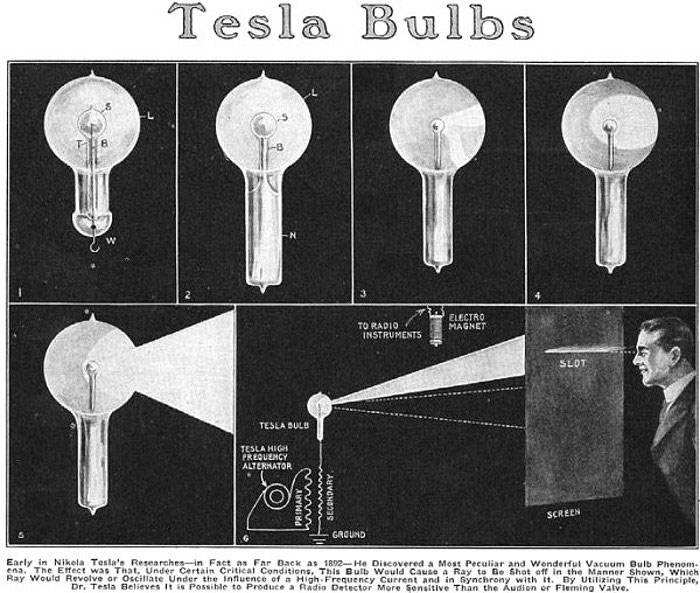 Tesla Bulbs
S
L
T
B
W
1
L
S
B
N
2
3
4
5
TO RADIO
INSTRUMENTS
ELECTRO
MAGNET
SLOT
TESLA BULB
TESLA HIGH
FREQUENCY
ALTERNATOR
PRIMARY
SECONDARY
6
GROUND
SCREEN
Early in Nikola Tesla's Researches—in Fact as Far Back as 1892—He Discovered a Most Peculiar and Wonderful Vacuum Bulb Phenom-
ena. The Effect was That, Under Certain Critical Conditions, This Bulb Would Cause a Ray to Be Shot off in the Manner Shown, Which
Ray Would Revolve or Oscillate Under the Influence of a High-Frequency Current and in Synchrony with It. By Utilizing This Principle,
Dr. Tesla Believes It is Possible to Produce a Radio Detector More Sensitive Than the Audion or Fleming Valve.